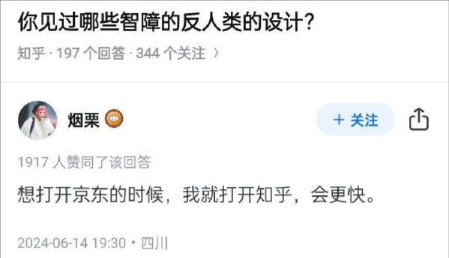 你见过哪些智障的反人类的设计？
知乎 · 197 个回答 · 344 个关注 〉
烟栗
+ 关注
1917 人赞同了该回答
想打开京东的时候，我就打开知乎，会更快。
2024-06-14 19:30 · 四川